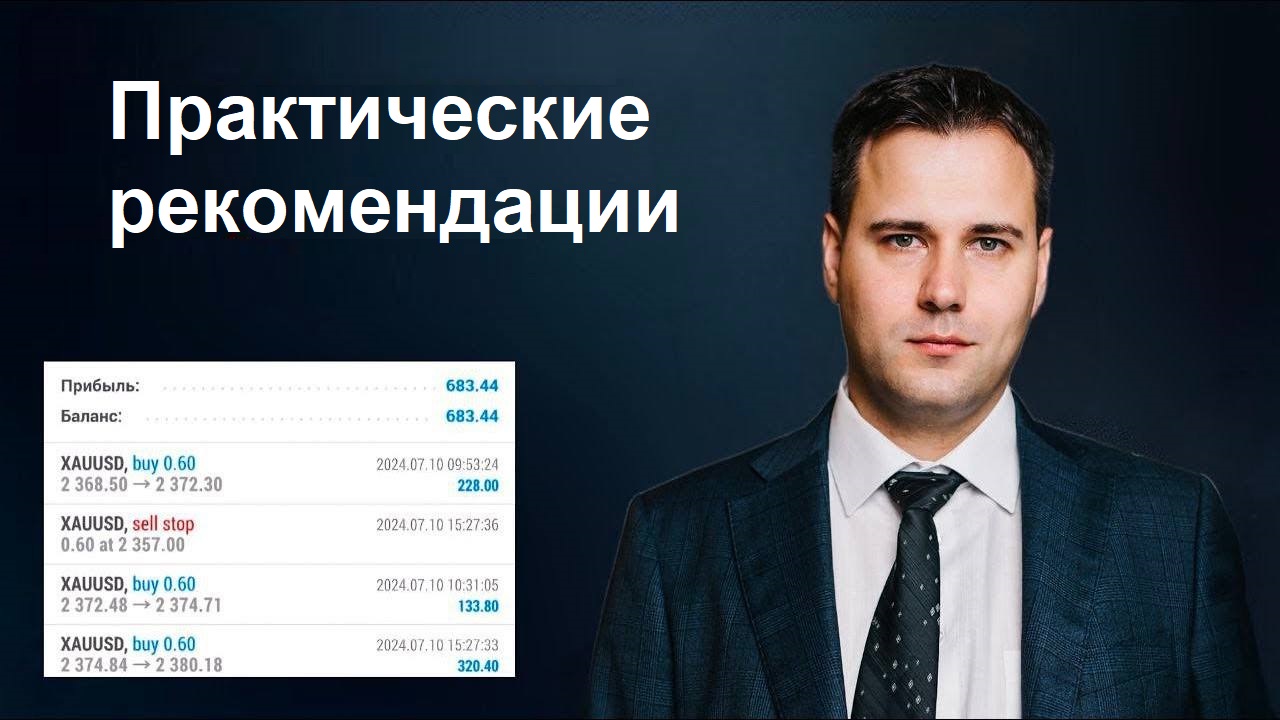 Практические
рекомендации
Прибыль: 683.44
Баланс: 683.44
XAUUSD, buy 0.60 2024.07.10 09:53:24
2 368.50 → 2 372.30 228.00
XAUUSD, sell stop 2024.07.10 15:27:36
0.60 at 2 357.00
XAUUSD, buy 0.60 2024.07.10 10:31:05
2 372.48 → 2 374.71 133.80
XAUUSD, buy 0.60 2024.07.10 15:27:33
2 374.84 → 2 380.18 320.40